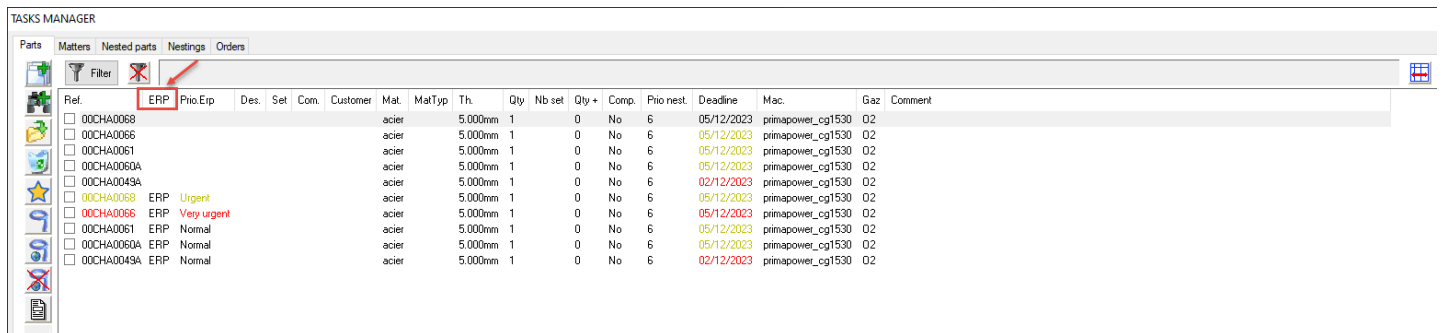 TASKS MANAGER
Parts Matters Nested parts Nestings Orders
Filter
Ref. ERP Prio.Erp Des. Set Com. Customer Mat. MatTyp Th. Qty Nb set Qty + Comp. Prio nest. Deadline Mac. Gaz Comment
00CHA0068 acier 5.000mm 1 0 No 6 05/12/2023 primapower_cg1530 O2
00CHA0066 acier 5.000mm 1 0 No 6 05/12/2023 primapower_cg1530 O2
00CHA0061 acier 5.000mm 1 0 No 6 05/12/2023 primapower_cg1530 O2
00CHA0060A acier 5.000mm 1 0 No 6 05/12/2023 primapower_cg1530 O2
00CHA0049A acier 5.000mm 1 0 No 6 02/12/2023 primapower_cg1530 O2
00CHA0068 ERP Urgent acier 5.000mm 1 0 No 6 05/12/2023 primapower_cg1530 O2
00CHA0066 ERP Very urgent acier 5.000mm 1 0 No 6 05/12/2023 primapower_cg1530 O2
00CHA0061 ERP Normal acier 5.000mm 1 0 No 6 05/12/2023 primapower_cg1530 O2
00CHA0060A ERP Normal acier 5.000mm 1 0 No 6 05/12/2023 primapower_cg1530 O2
00CHA0049A ERP Normal acier 5.000mm 1 0 No 6 02/12/2023 primapower_cg1530 O2